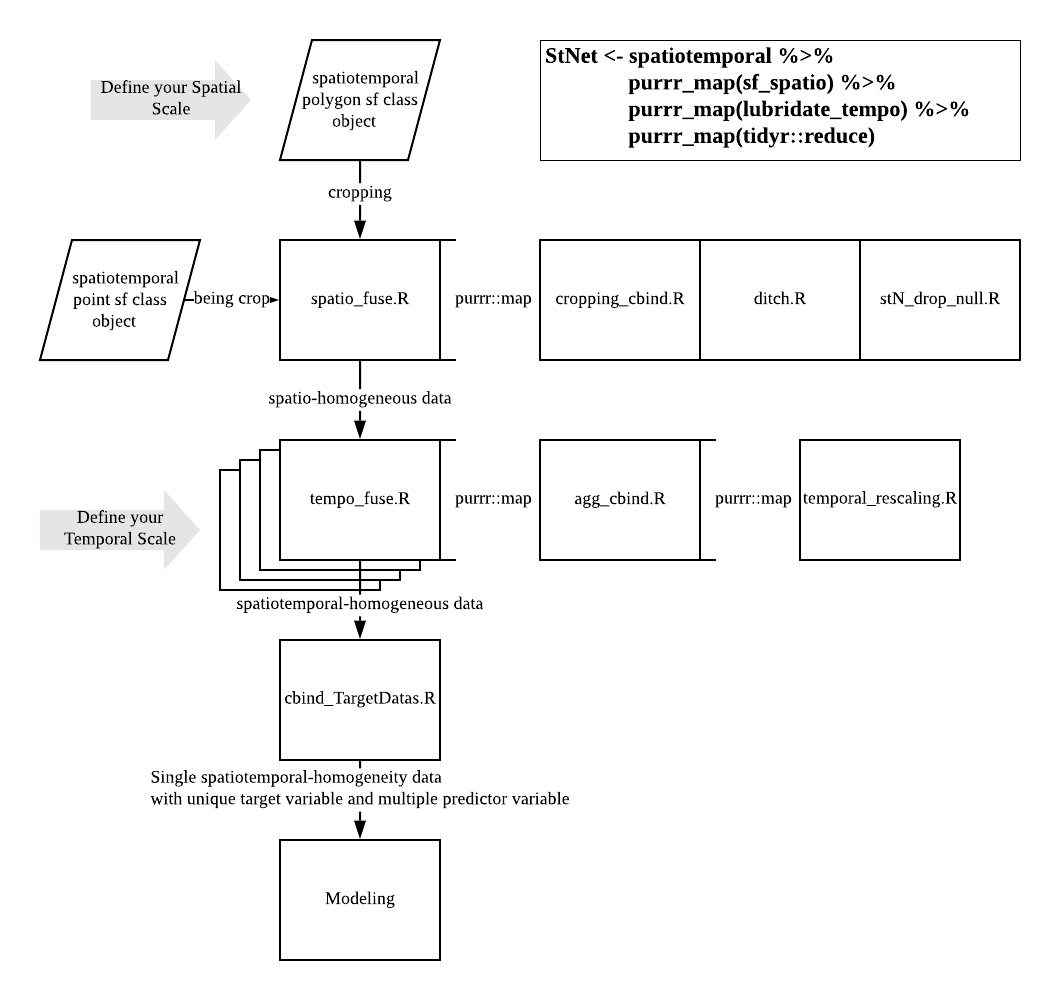 Define your Spatial
Scale
spatiotemporal
polygon sf class
object
StNet <- spatiotemporal %>%
purrr_map(sf_spatio) %>%
purrr_map(lubridate_tempo) %>%
purrr_map(tidyr::reduce)
cropping
spatiotemporal
point sf class
object
being crop
spatio_fuse.R
purrr::map
cropping_cbind.R
ditch.R
stN_drop_null.R
spatio-homogeneous data
Define your
Temporal Scale
tempo_fuse.R
purrr::map
agg_cbind.R
purrr::map
temporal_rescaling.R
spatiotemporal-homogeneous data
cbind_TargetDatas.R
Single spatiotemporal-homogeneity data
with unique target variable and multiple predictor variable
Modeling